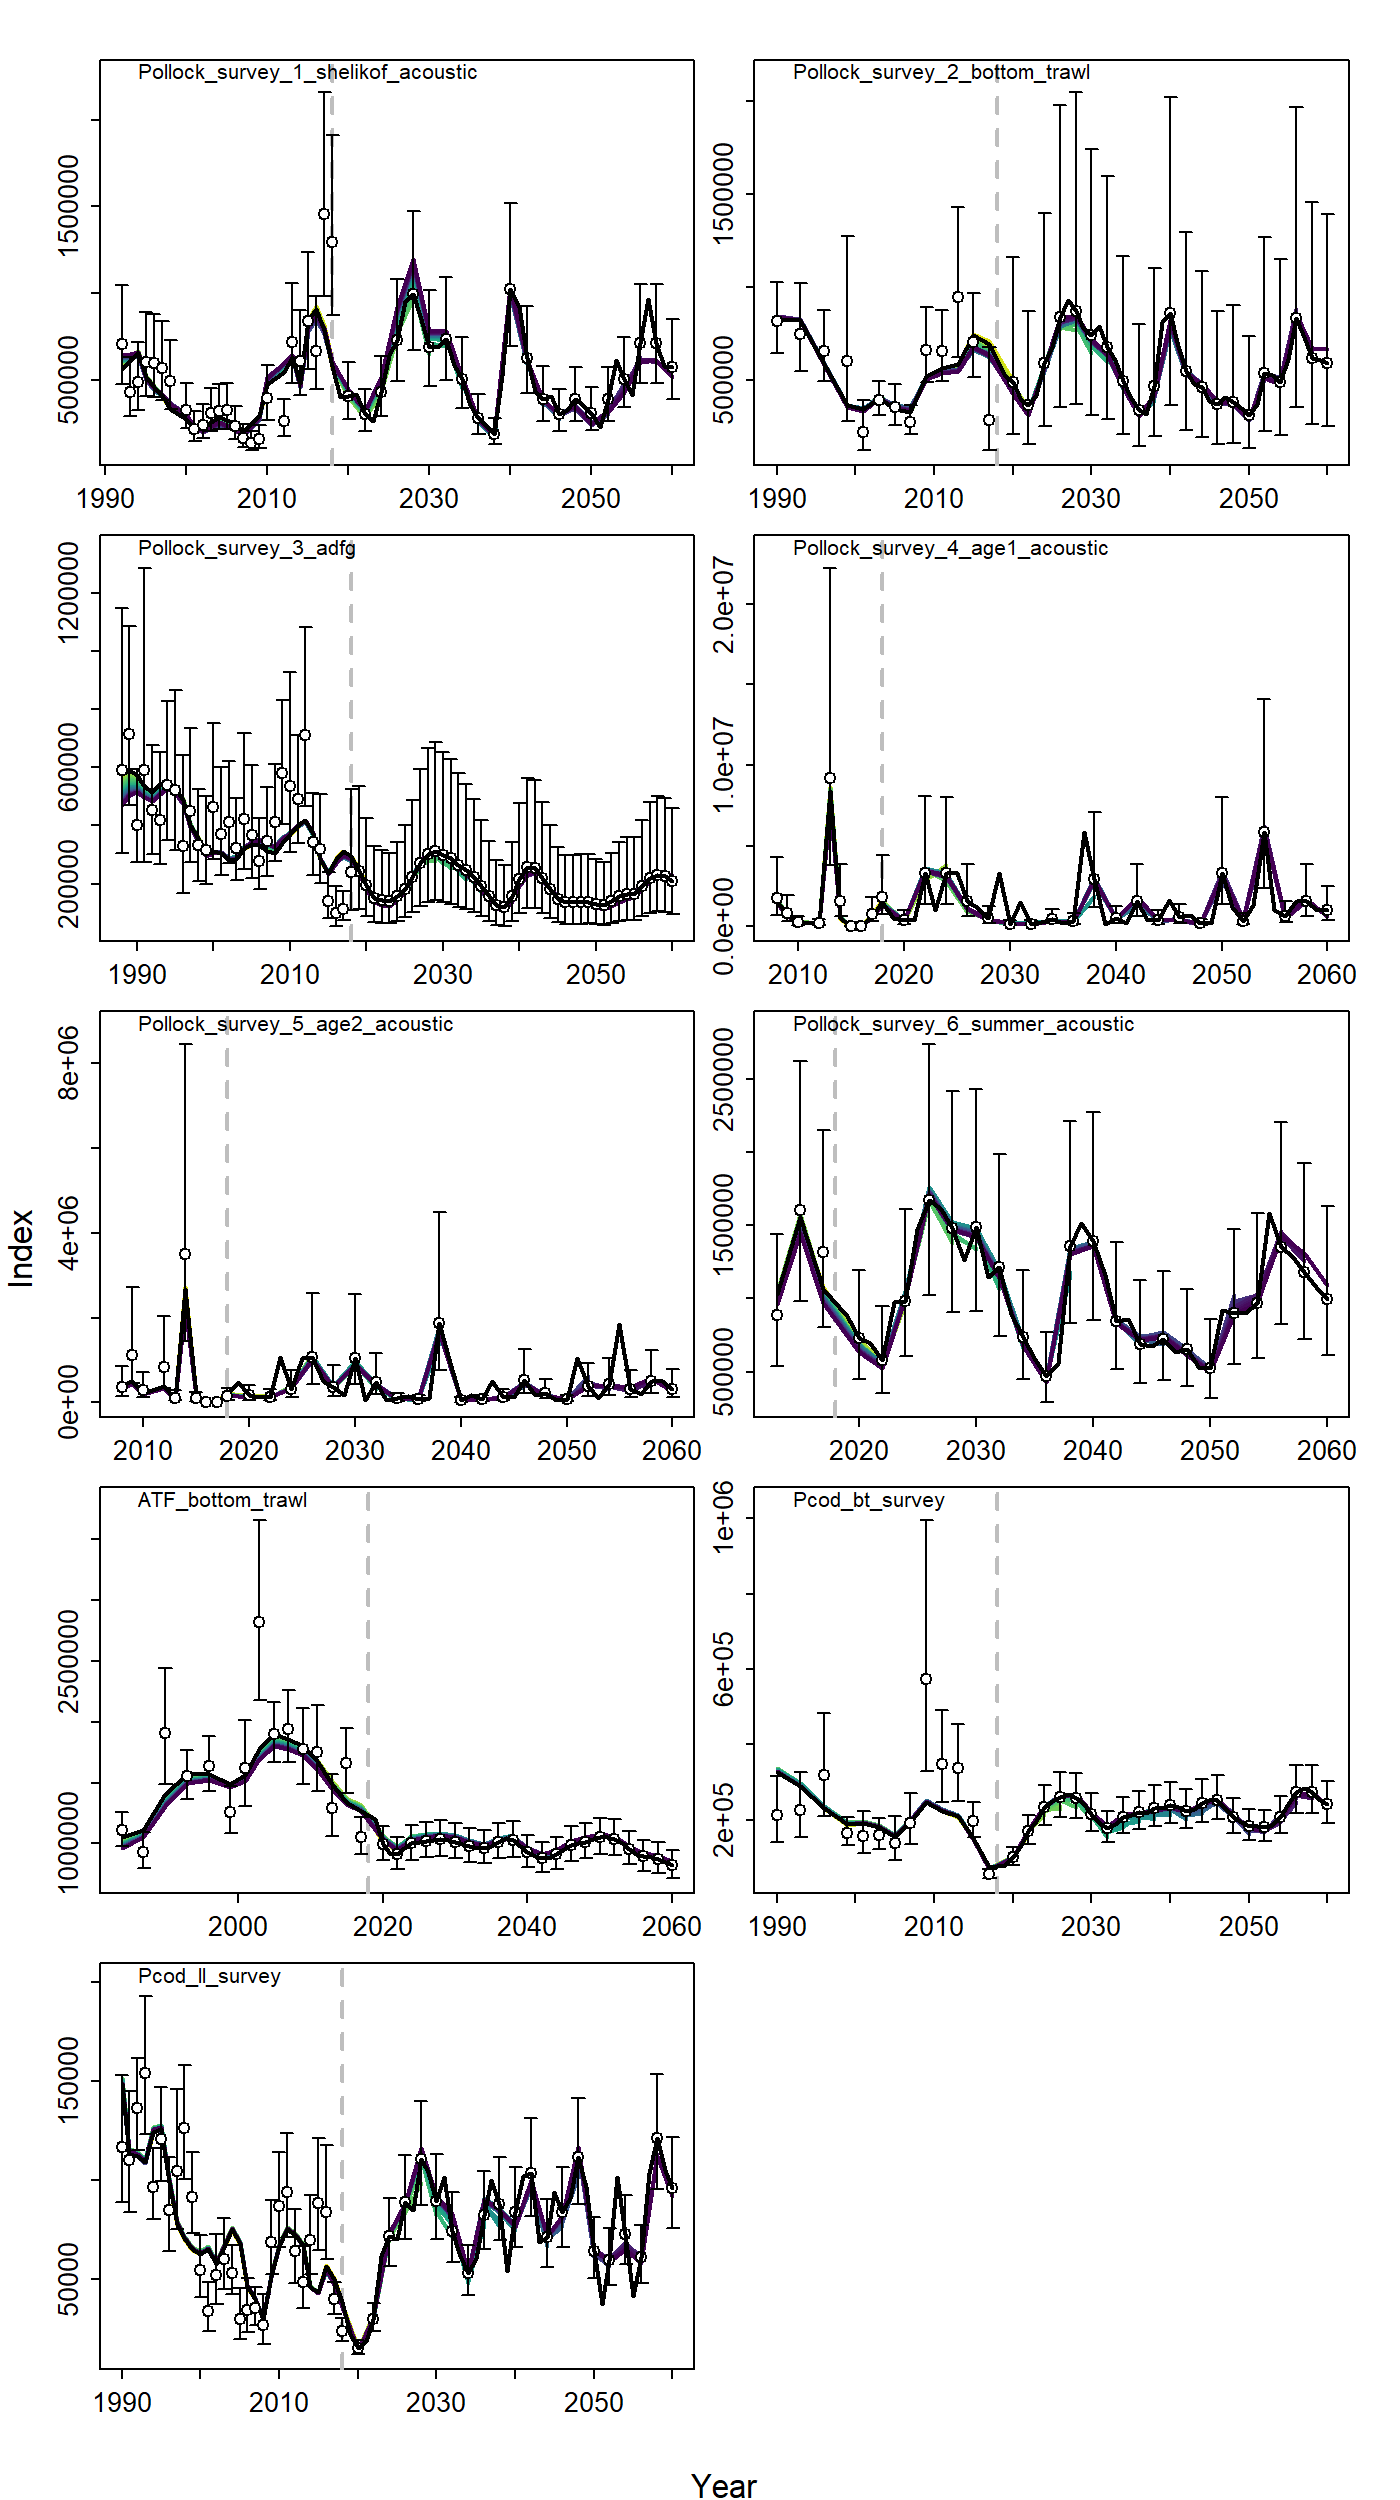 Pollock_survey_1_shelikof_acoustic
500000 1500000
1990 2010 2030 2050
Pollock_survey_2_bottom_trawl
500000 1500000
1990 2010 2030 2050
Pollock_survey_3_adfg
200000 600000 1200000
1990 2010 2030 2050
Pollock_survey_4_age1_acoustic
0.0e+00 1.0e+07 2.0e+07
2010 2020 2030 2040 2050 2060
Pollock_survey_5_age2_acoustic
0e+00 4e+06 8e+06
2010 2020 2030 2040 2050 2060
Pollock_survey_6_summer_acoustic
500000 1500000 2500000
2020 2030 2040 2050 2060
ATF_bottom_trawl
1000000 2500000
2000 2020 2040 2060
Pcod_bt_survey
2e+05 6e+05 1e+06
1990 2010 2030 2050
Pcod_ll_survey
50000 150000
1990 2010 2030 2050
Index
Year